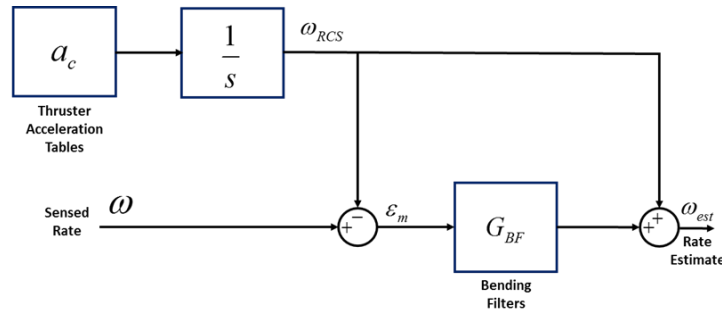 a_c
1
s
ω_RCS
Thruster
Acceleration
Tables
Sensed
Rate
ω
−
+
ε_m
G_BF
Bending
Filters
+
+
ω_est
Rate
Estimate